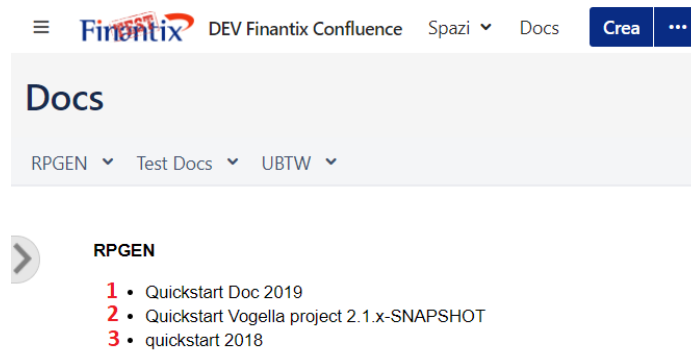 Finantix TEST DEV Finantix Confluence Spazi Docs Crea ...
Docs
RPGEN Test Docs UBTW
RPGEN
1 • Quickstart Doc 2019
2 • Quickstart Vogella project 2.1.x-SNAPSHOT
3 • quickstart 2018